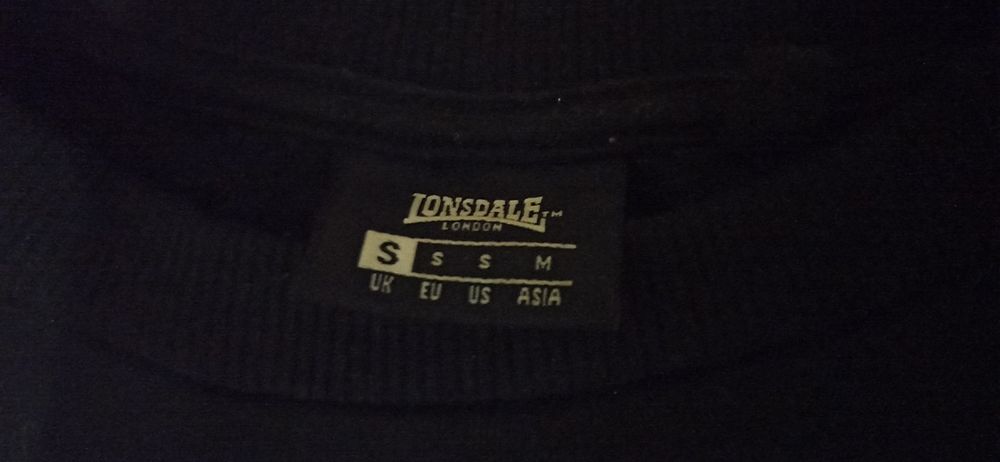 LONSDALE™
LONDON
S S S M
UK EU US ASIA